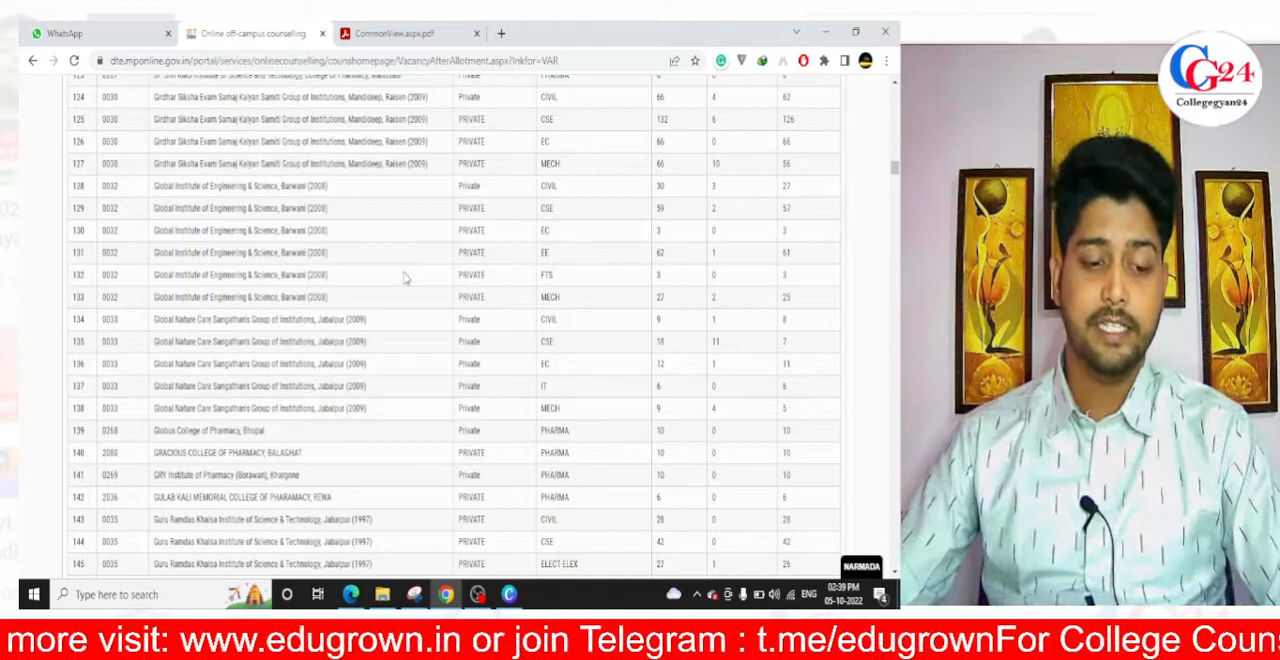 WhatsApp
Online off-campus counselling
CommonView.aspx.pdf
dte.mponline.gov.in/portal/services/onlinecounselling/counshomepage/VacancyAfterAllotment.aspx?lnkfor=VAR
124 0030 Girdhar Siksha Exam Samaj Kalyan Samiti Group of Institutions, Mandideep, Raisen (2009) Private CIVIL 66 4 62
125 0030 Girdhar Siksha Exam Samaj Kalyan Samiti Group of Institutions, Mandideep, Raisen (2009) PRIVATE CSE 132 6 126
126 0030 Girdhar Siksha Exam Samaj Kalyan Samiti Group of Institutions, Mandideep, Raisen (2009) PRIVATE EC 66 0 66
127 0030 Girdhar Siksha Exam Samaj Kalyan Samiti Group of Institutions, Mandideep, Raisen (2009) PRIVATE MECH 66 10 56
128 0032 Global Institute of Engineering & Science, Barwani (2008) Private CIVIL 30 3 27
129 0032 Global Institute of Engineering & Science, Barwani (2008) PRIVATE CSE 59 2 57
130 0032 Global Institute of Engineering & Science, Barwani (2008) PRIVATE EC 3 0 3
131 0032 Global Institute of Engineering & Science, Barwani (2008) PRIVATE EE 62 1 61
132 0032 Global Institute of Engineering & Science, Barwani (2008) PRIVATE FTS 3 0 3
133 0032 Global Institute of Engineering & Science, Barwani (2008) PRIVATE MECH 27 2 25
134 0033 Global Nature Care Sangathan's Group of Institutions, Jabalpur (2009) Private CIVIL 9 1 8
135 0033 Global Nature Care Sangathan's Group of Institutions, Jabalpur (2009) Private CSE 18 11 7
136 0033 Global Nature Care Sangathan's Group of Institutions, Jabalpur (2009) Private EC 12 1 11
137 0033 Global Nature Care Sangathan's Group of Institutions, Jabalpur (2009) Private IT 6 0 6
138 0033 Global Nature Care Sangathan's Group of Institutions, Jabalpur (2009) Private MECH 9 4 5
139 0268 Globus College of Pharmacy, Bhopal Private PHARMA 10 0 10
140 2080 GRACIOUS COLLEGE OF PHARMACY, BALAGHAT PRIVATE PHARMA 10 0 10
141 0269 GRY Institute of Pharmacy (Borawan), Khargone Private PHARMA 10 0 10
142 2036 GULAB KALI MEMORIAL COLLEGE OF PHARAMACY, REWA PRIVATE PHARMA 6 0 6
143 0035 Guru Ramdas Khalsa Institute of Science & Technology, Jabalpur (1997) PRIVATE CIVIL 28 0 28
144 0035 Guru Ramdas Khalsa Institute of Science & Technology, Jabalpur (1997) PRIVATE CSE 42 0 42
145 0035 Guru Ramdas Khalsa Institute of Science & Technology, Jabalpur (1997) PRIVATE ELECT ELEX 27 1 26
NARMADA
Type here to search
ENG
02:39 PM
05-10-2022
CG24
Collegegyan24
more visit: www.edugrown.in or join Telegram : t.me/edugrownFor College Couns